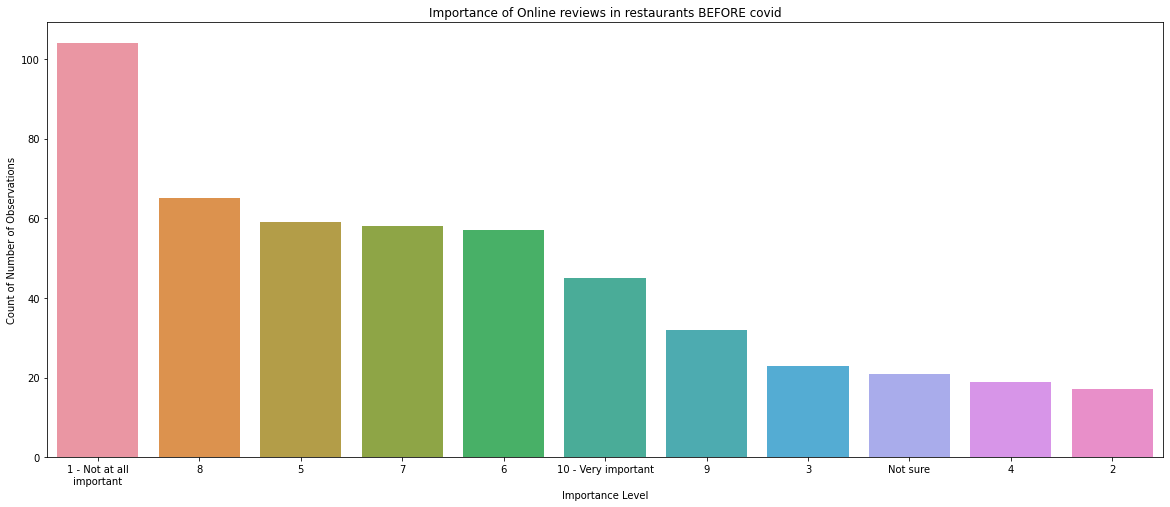 Importance of Online reviews in restaurants BEFORE covid
Count of Number of Observations
100
80
60
40
20
0
1 - Not at all
important
8
5
7
6
10 - Very important
9
3
Not sure
4
2
Importance Level